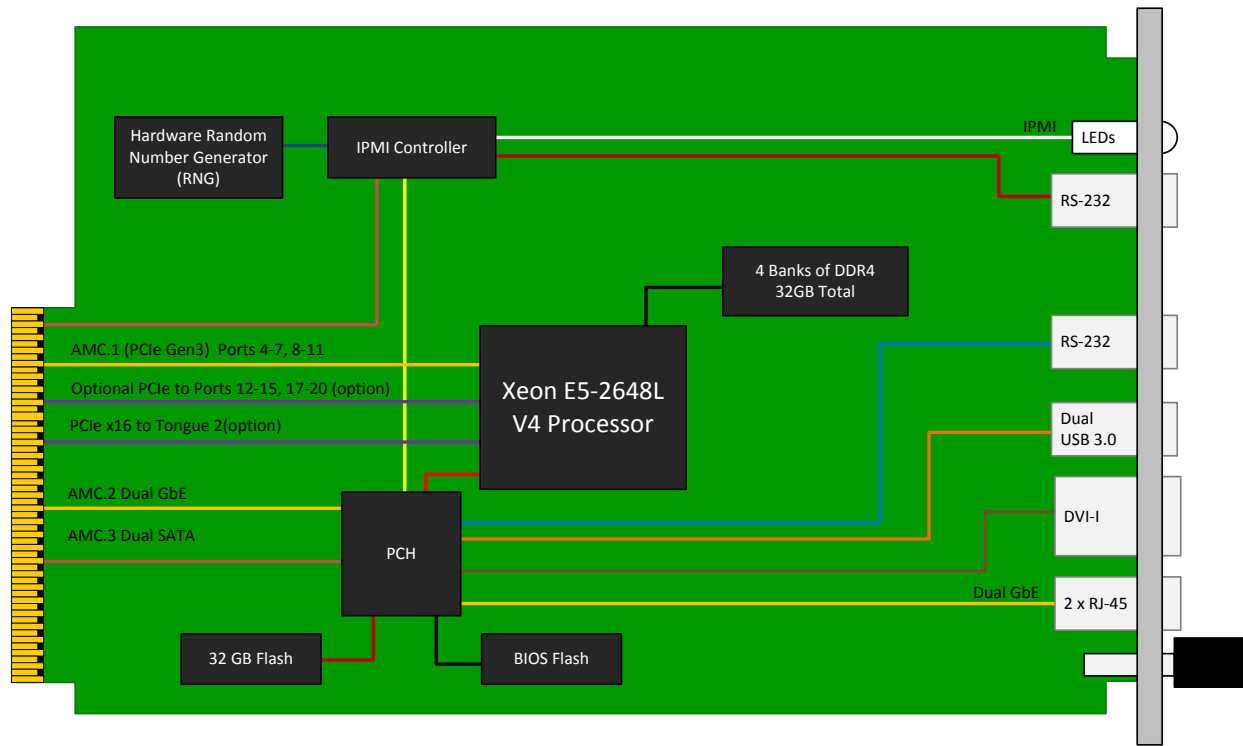 Hardware Random
Number Generator
(RNG)
IPMI Controller
IPMI
LEDs
RS-232
4 Banks of DDR4
32GB Total
RS-232
AMC.1 (PCIe Gen3)  Ports 4-7, 8-11
Optional PCIe to Ports 12-15, 17-20 (option)
PCIe x16 to Tongue 2(option)
Xeon E5-2648L
V4 Processor
Dual
USB 3.0
AMC.2 Dual GbE
AMC.3 Dual SATA
PCH
DVI-I
Dual GbE
2 x RJ-45
32 GB Flash
BIOS Flash